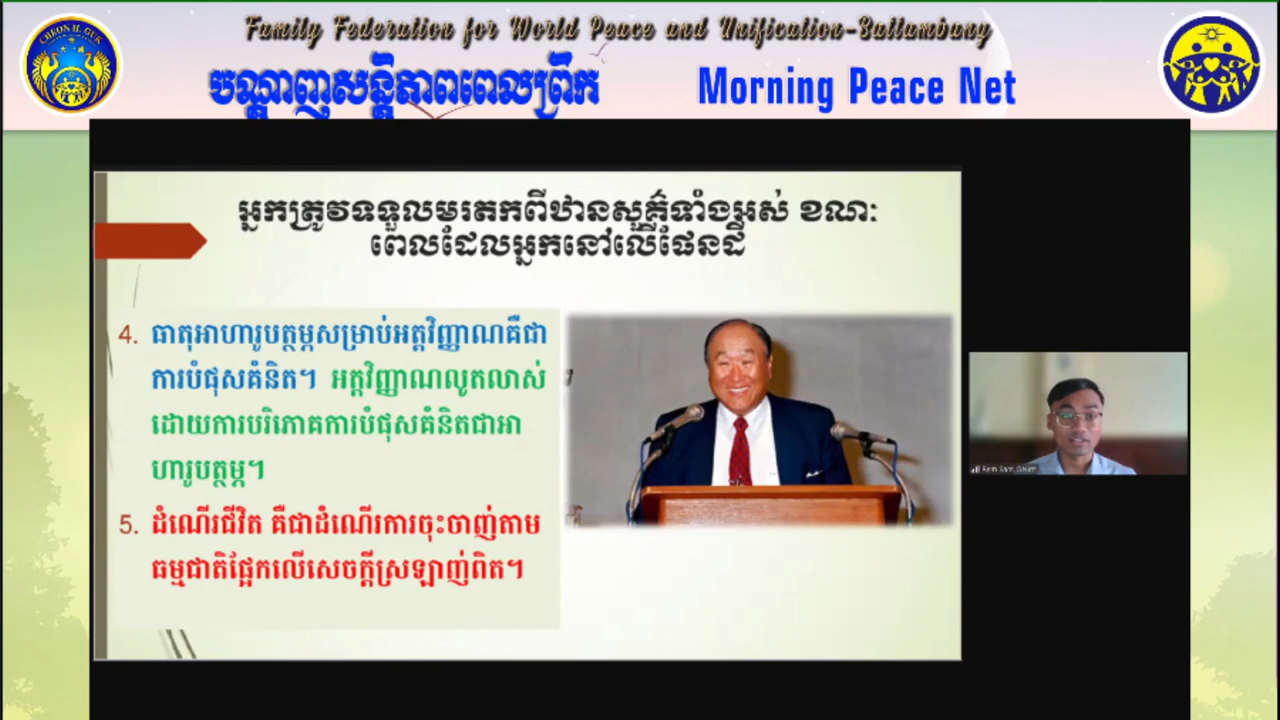 Family Federation for World Peace and Unification-Battambang
CHEON IL GUK
បណ្តាញសន្តិភាពពេលព្រឹក Morning Peace Net
អ្នកត្រូវទទួលមរតកពីឋានសួគ៌ទាំងអស់ ខណៈ
ពេលដែលអ្នកនៅលើផែនដី
4. ធាតុអាហារូបត្ថម្ភសម្រាប់អត្តវិញ្ញាណគឺជា
ការបំផុសគំនិត។ អត្តវិញ្ញាណលូតលាស់
ដោយការបរិភោគការបំផុសគំនិតជាអា
ហារូបត្ថម្ភ។
5. ដំណើរជីវិត គឺជាដំណើរការចុះចាញ់តាម
ធម្មជាតិផ្អែកលើសេចក្តីស្រឡាញ់ពិត។
Rem Sam Oeurn